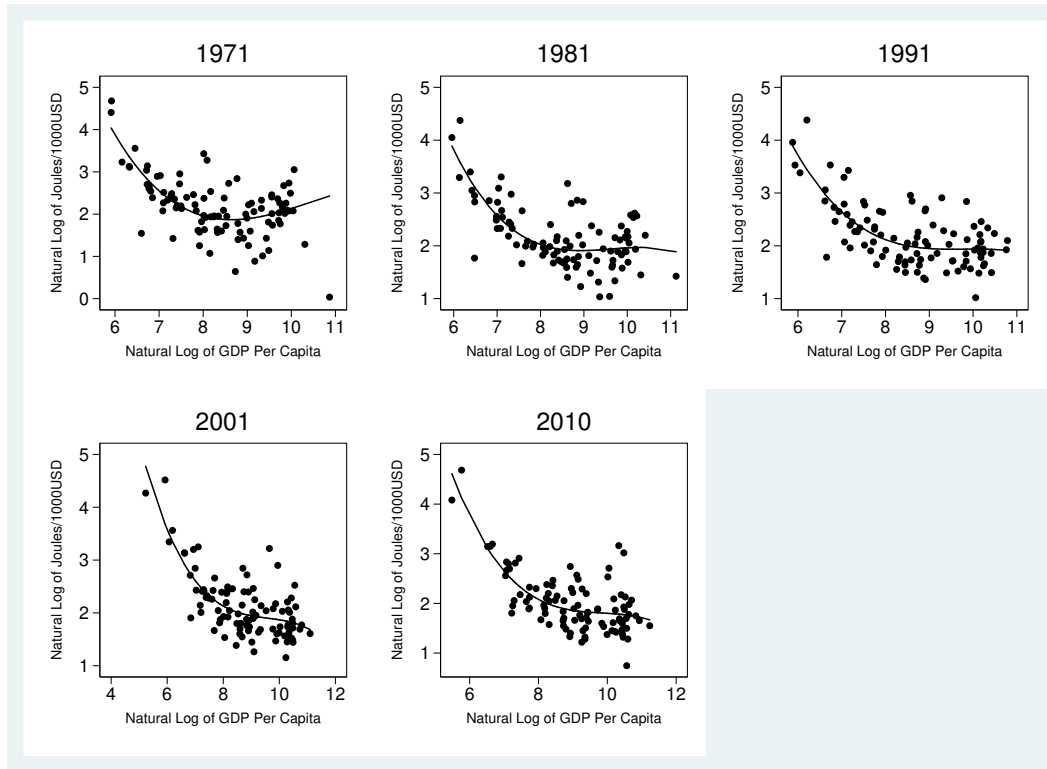 1971
Natural Log of Joules/1000USD
5
4
3
2
1
0
6 7 8 9 10 11
Natural Log of GDP Per Capita
1981
Natural Log of Joules/1000USD
5
4
3
2
1
6 7 8 9 10 11
Natural Log of GDP Per Capita
1991
Natural Log of Joules/1000USD
5
4
3
2
1
6 7 8 9 10 11
Natural Log of GDP Per Capita
2001
Natural Log of Joules/1000USD
5
4
3
2
1
4 6 8 10 12
Natural Log of GDP Per Capita
2010
Natural Log of Joules/1000USD
5
4
3
2
1
6 8 10 12
Natural Log of GDP Per Capita